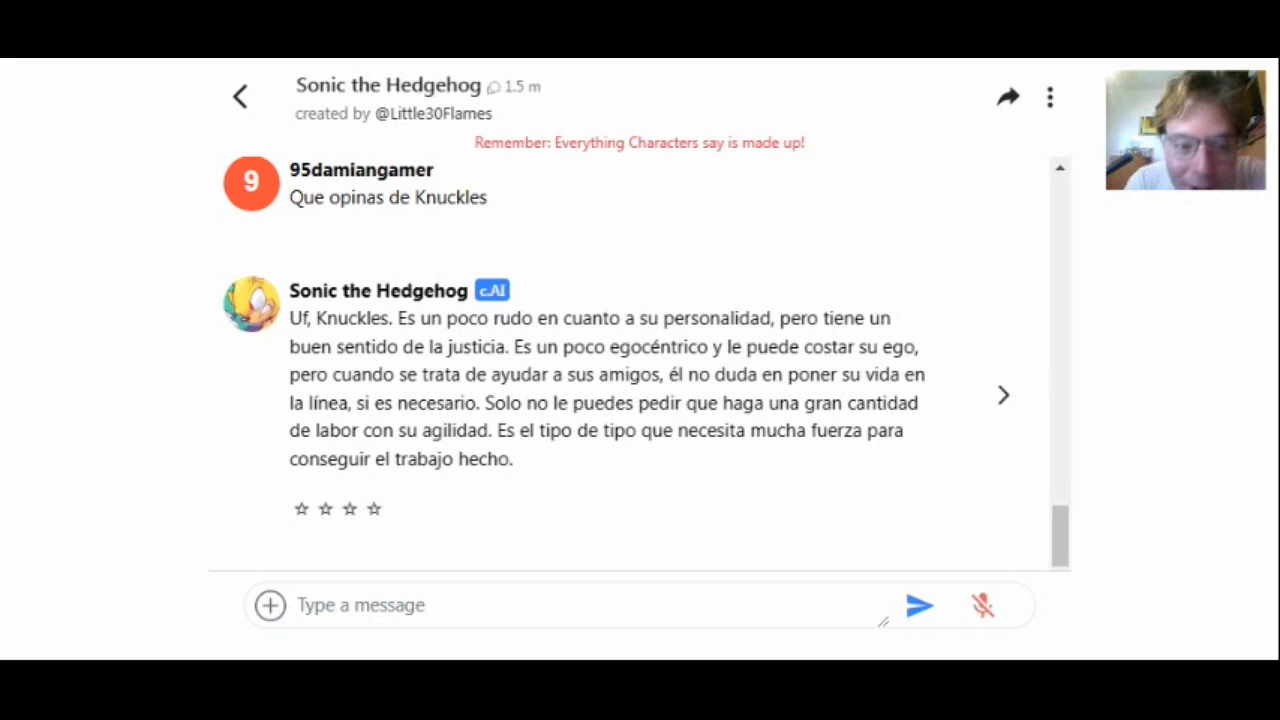 Sonic the Hedgehog 1.5 m
created by @Little30Flames
Remember: Everything Characters say is made up!
9
95damiangamer
Que opinas de Knuckles
Sonic the Hedgehog c.AI
Uf, Knuckles. Es un poco rudo en cuanto a su personalidad, pero tiene un
buen sentido de la justicia. Es un poco egocéntrico y le puede costar su ego,
pero cuando se trata de ayudar a sus amigos, él no duda en poner su vida en
la línea, si es necesario. Solo no le puedes pedir que haga una gran cantidad
de labor con su agilidad. Es el tipo de tipo que necesita mucha fuerza para
conseguir el trabajo hecho.
Type a message